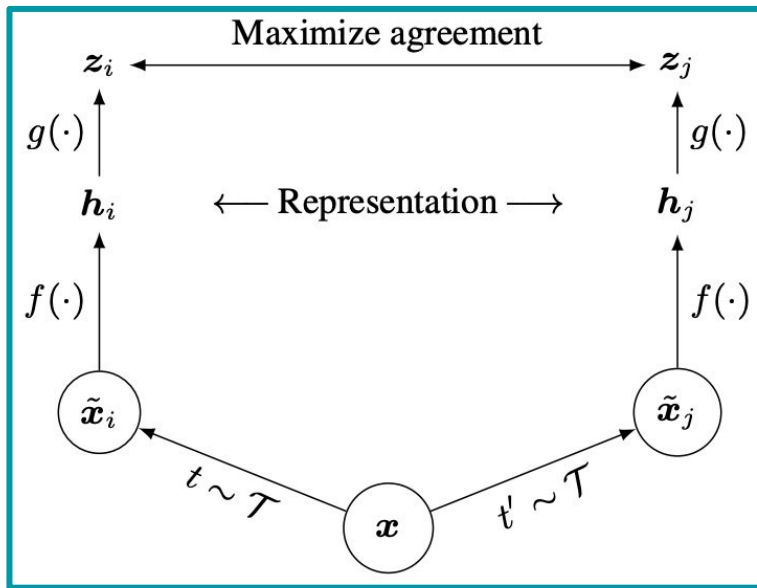 Maximize agreement
z_i z_j
g(·) g(·)
h_i ⟵ Representation ⟶ h_j
f(·) f(·)
x̃_i x̃_j
t ∼ 𝒯 t′ ∼ 𝒯
x